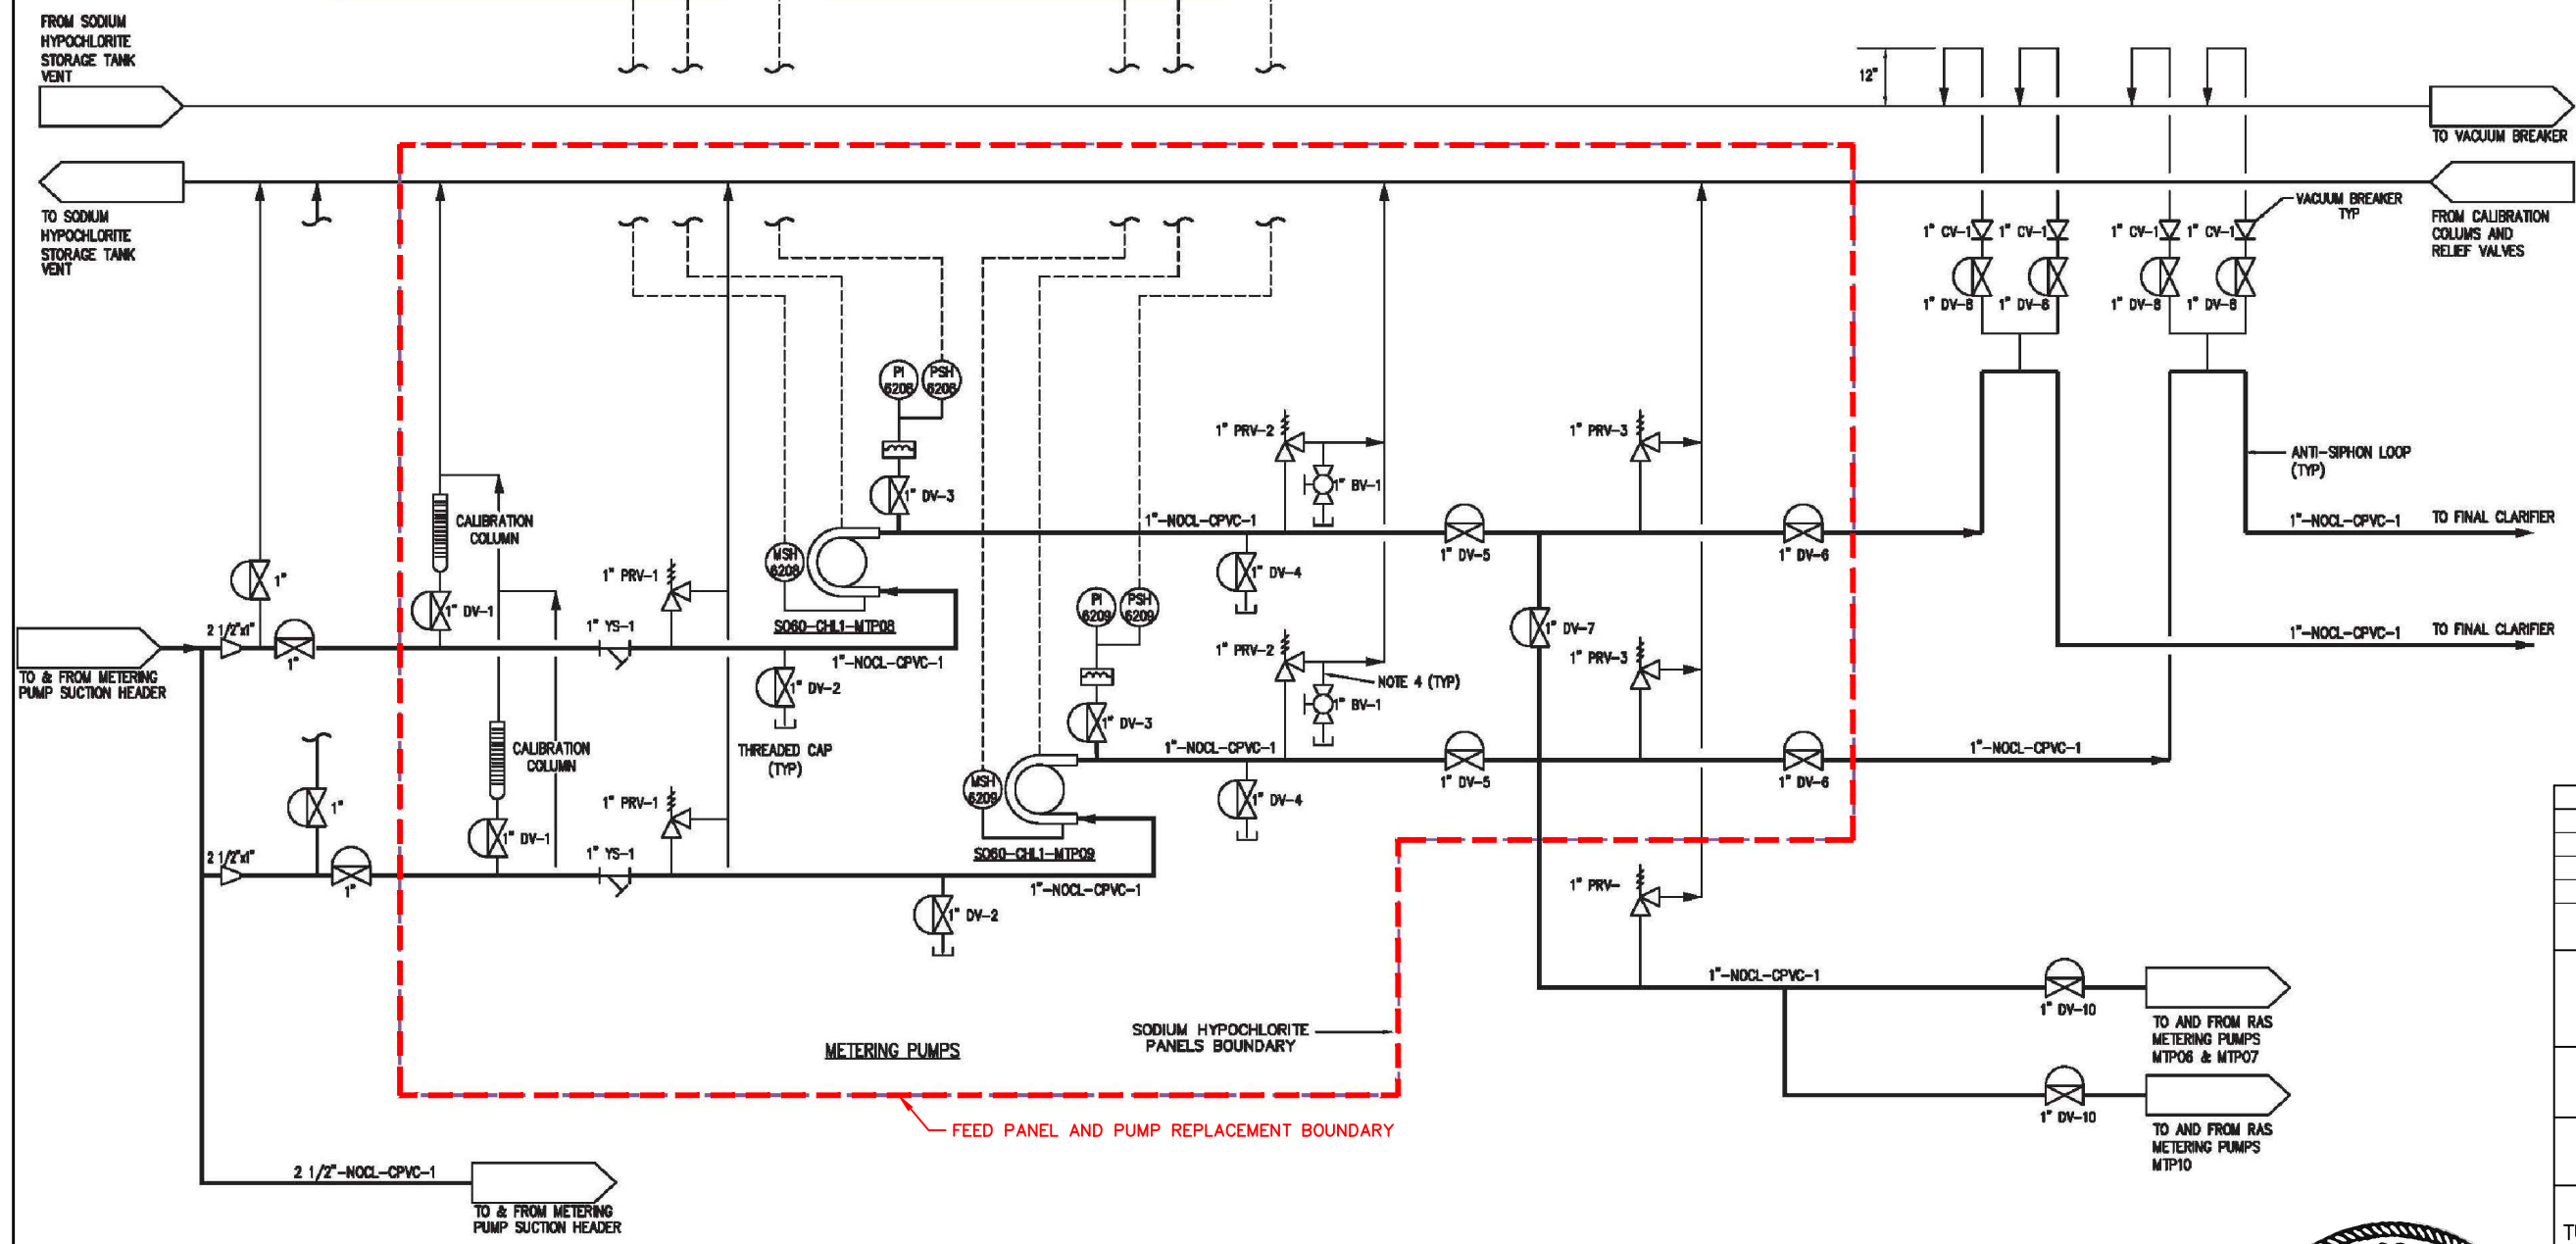 FROM SODIUM
HYPOCHLORITE
STORAGE TANK
VENT
12"
TO VACUUM BREAKER
TO SODIUM
HYPOCHLORITE
STORAGE TANK
VENT
VACUUM BREAKER
TYP
FROM CALIBRATION
COLUMS AND
RELIEF VALVES
1" CV-1
1" CV-1
1" CV-1
1" CV-1
1" DV-8
1" DV-8
1" DV-8
1" DV-8
PI
6208
PSH
6208
1" DV-3
1" PRV-2
1" BV-1
1" PRV-3
ANTI-SIPHON LOOP
(TYP)
CALIBRATION
COLUMN
1"-NOCL-CPVC-1
1" DV-5
1" DV-6
1"-NOCL-CPVC-1
TO FINAL CLARIFIER
MSH
6208
1"
1" DV-1
1" PRV-1
1" DV-4
PI
6209
PSH
6209
2 1/2"x1"
1"
1" YS-1
SO60-CHL1-MTP08
1"-NOCL-CPVC-1
1" DV-7
1" PRV-2
1" PRV-3
1"-NOCL-CPVC-1
TO FINAL CLARIFIER
TO & FROM METERING
PUMP SUCTION HEADER
1" DV-2
NOTE 4 (TYP)
1" BV-1
1" DV-3
THREADED CAP
(TYP)
CALIBRATION
COLUMN
1"-NOCL-CPVC-1
1" DV-5
1" DV-6
1"-NOCL-CPVC-1
MSH
6209
1"
1" DV-1
1" PRV-1
1" DV-4
2 1/2"x1"
1"
1" YS-1
SO60-CHL1-MTP09
1"-NOCL-CPVC-1
1" PRV-
1" DV-2
1"-NOCL-CPVC-1
1" DV-10
TO AND FROM RAS
METERING PUMPS
MTP06 & MTP07
METERING PUMPS
SODIUM HYPOCHLORITE
PANELS BOUNDARY
1" DV-10
TO AND FROM RAS
METERING PUMPS
MTP10
FEED PANEL AND PUMP REPLACEMENT BOUNDARY
2 1/2"-NOCL-CPVC-1
TO & FROM METERING
PUMP SUCTION HEADER